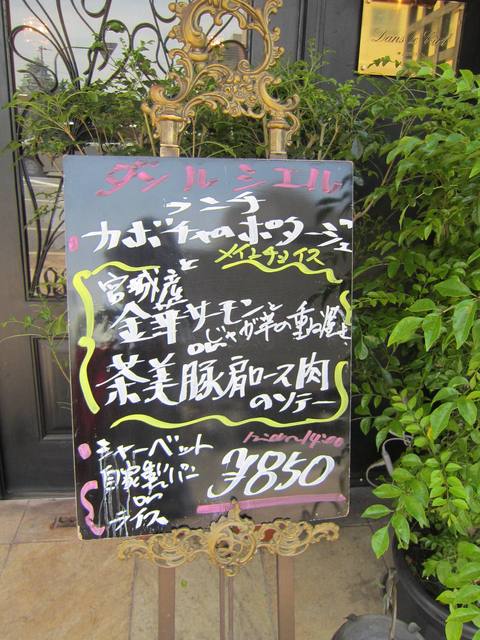 ダンルシエル
ランチ
カボチャのポタージュ
メインチョイス
と
宮城産
金華サーモンと
じゃが芋の重ね焼き
or
茶美豚肩ロース肉
のソテー
シャーベット
自家製パン
or
ライス
¥850